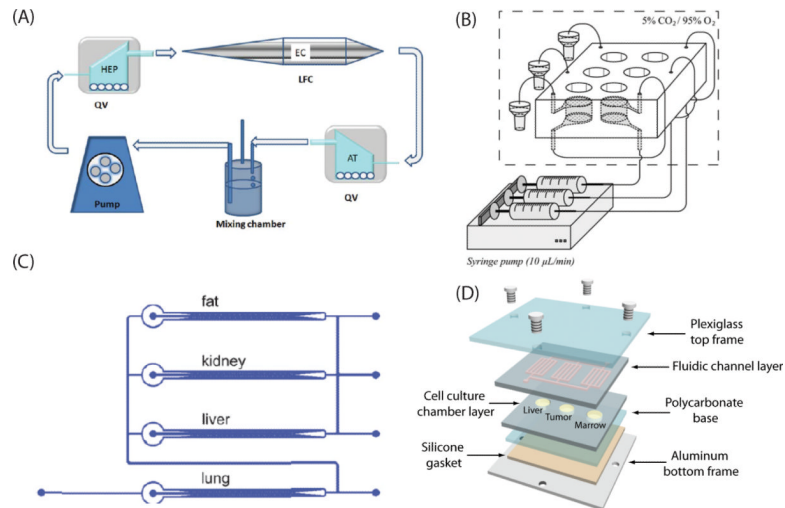 (A)
HEP
QV
EC
LFC
Pump
Mixing chamber
AT
QV
(B)
5% CO2 / 95% O2
Syringe pump (10 μL/min)
(C)
fat
kidney
liver
lung
(D)
Plexiglass
top frame
Fluidic channel layer
Cell culture
chamber layer
Liver
Tumor
Marrow
Polycarbonate
base
Silicone
gasket
Aluminum
bottom frame